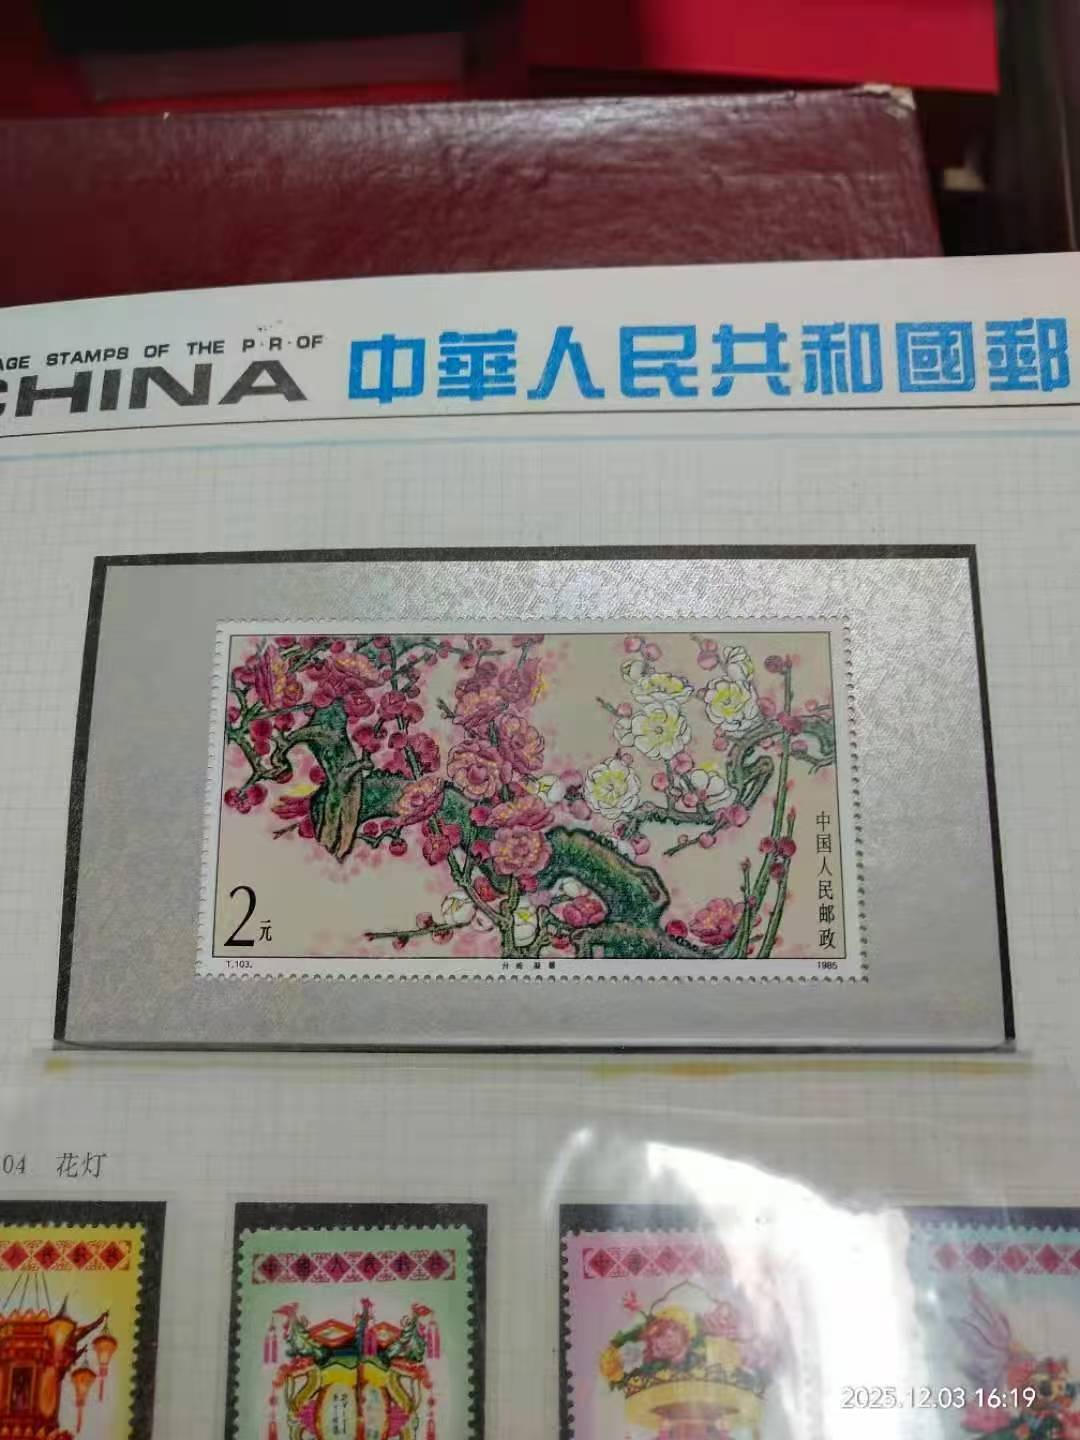 AGE STAMPS OF THE P·R·OF
CHINA
中華人民共和國郵
中国人民邮政
2元
T.103.
1985
04 花灯
2025.12.03 16:19